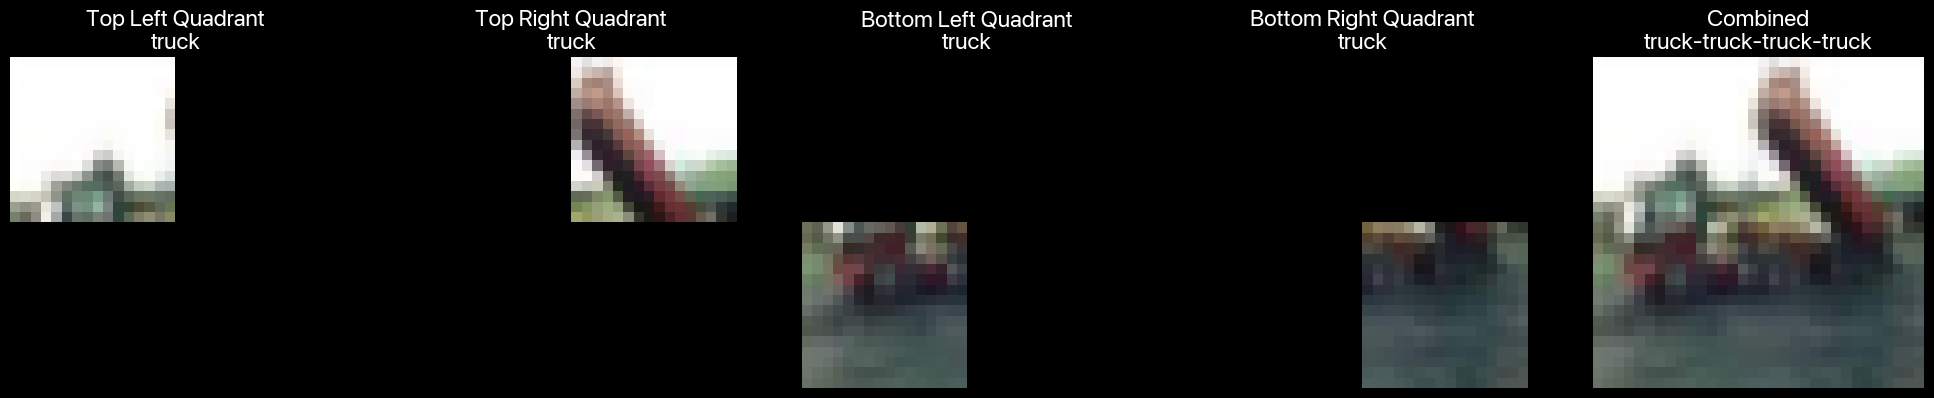 Top Left Quadrant
truck
Top Right Quadrant
truck
Bottom Left Quadrant
truck
Bottom Right Quadrant
truck
Combined
truck-truck-truck-truck